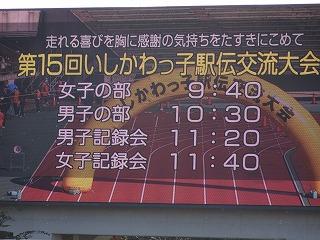 走れる喜びを胸に感謝の気持ちをたすきにこめて
第15回いしかわっ子駅伝交流大会
女子の部 9:40
男子の部 10:30
男子記録会 11:20
女子記録会 11:40